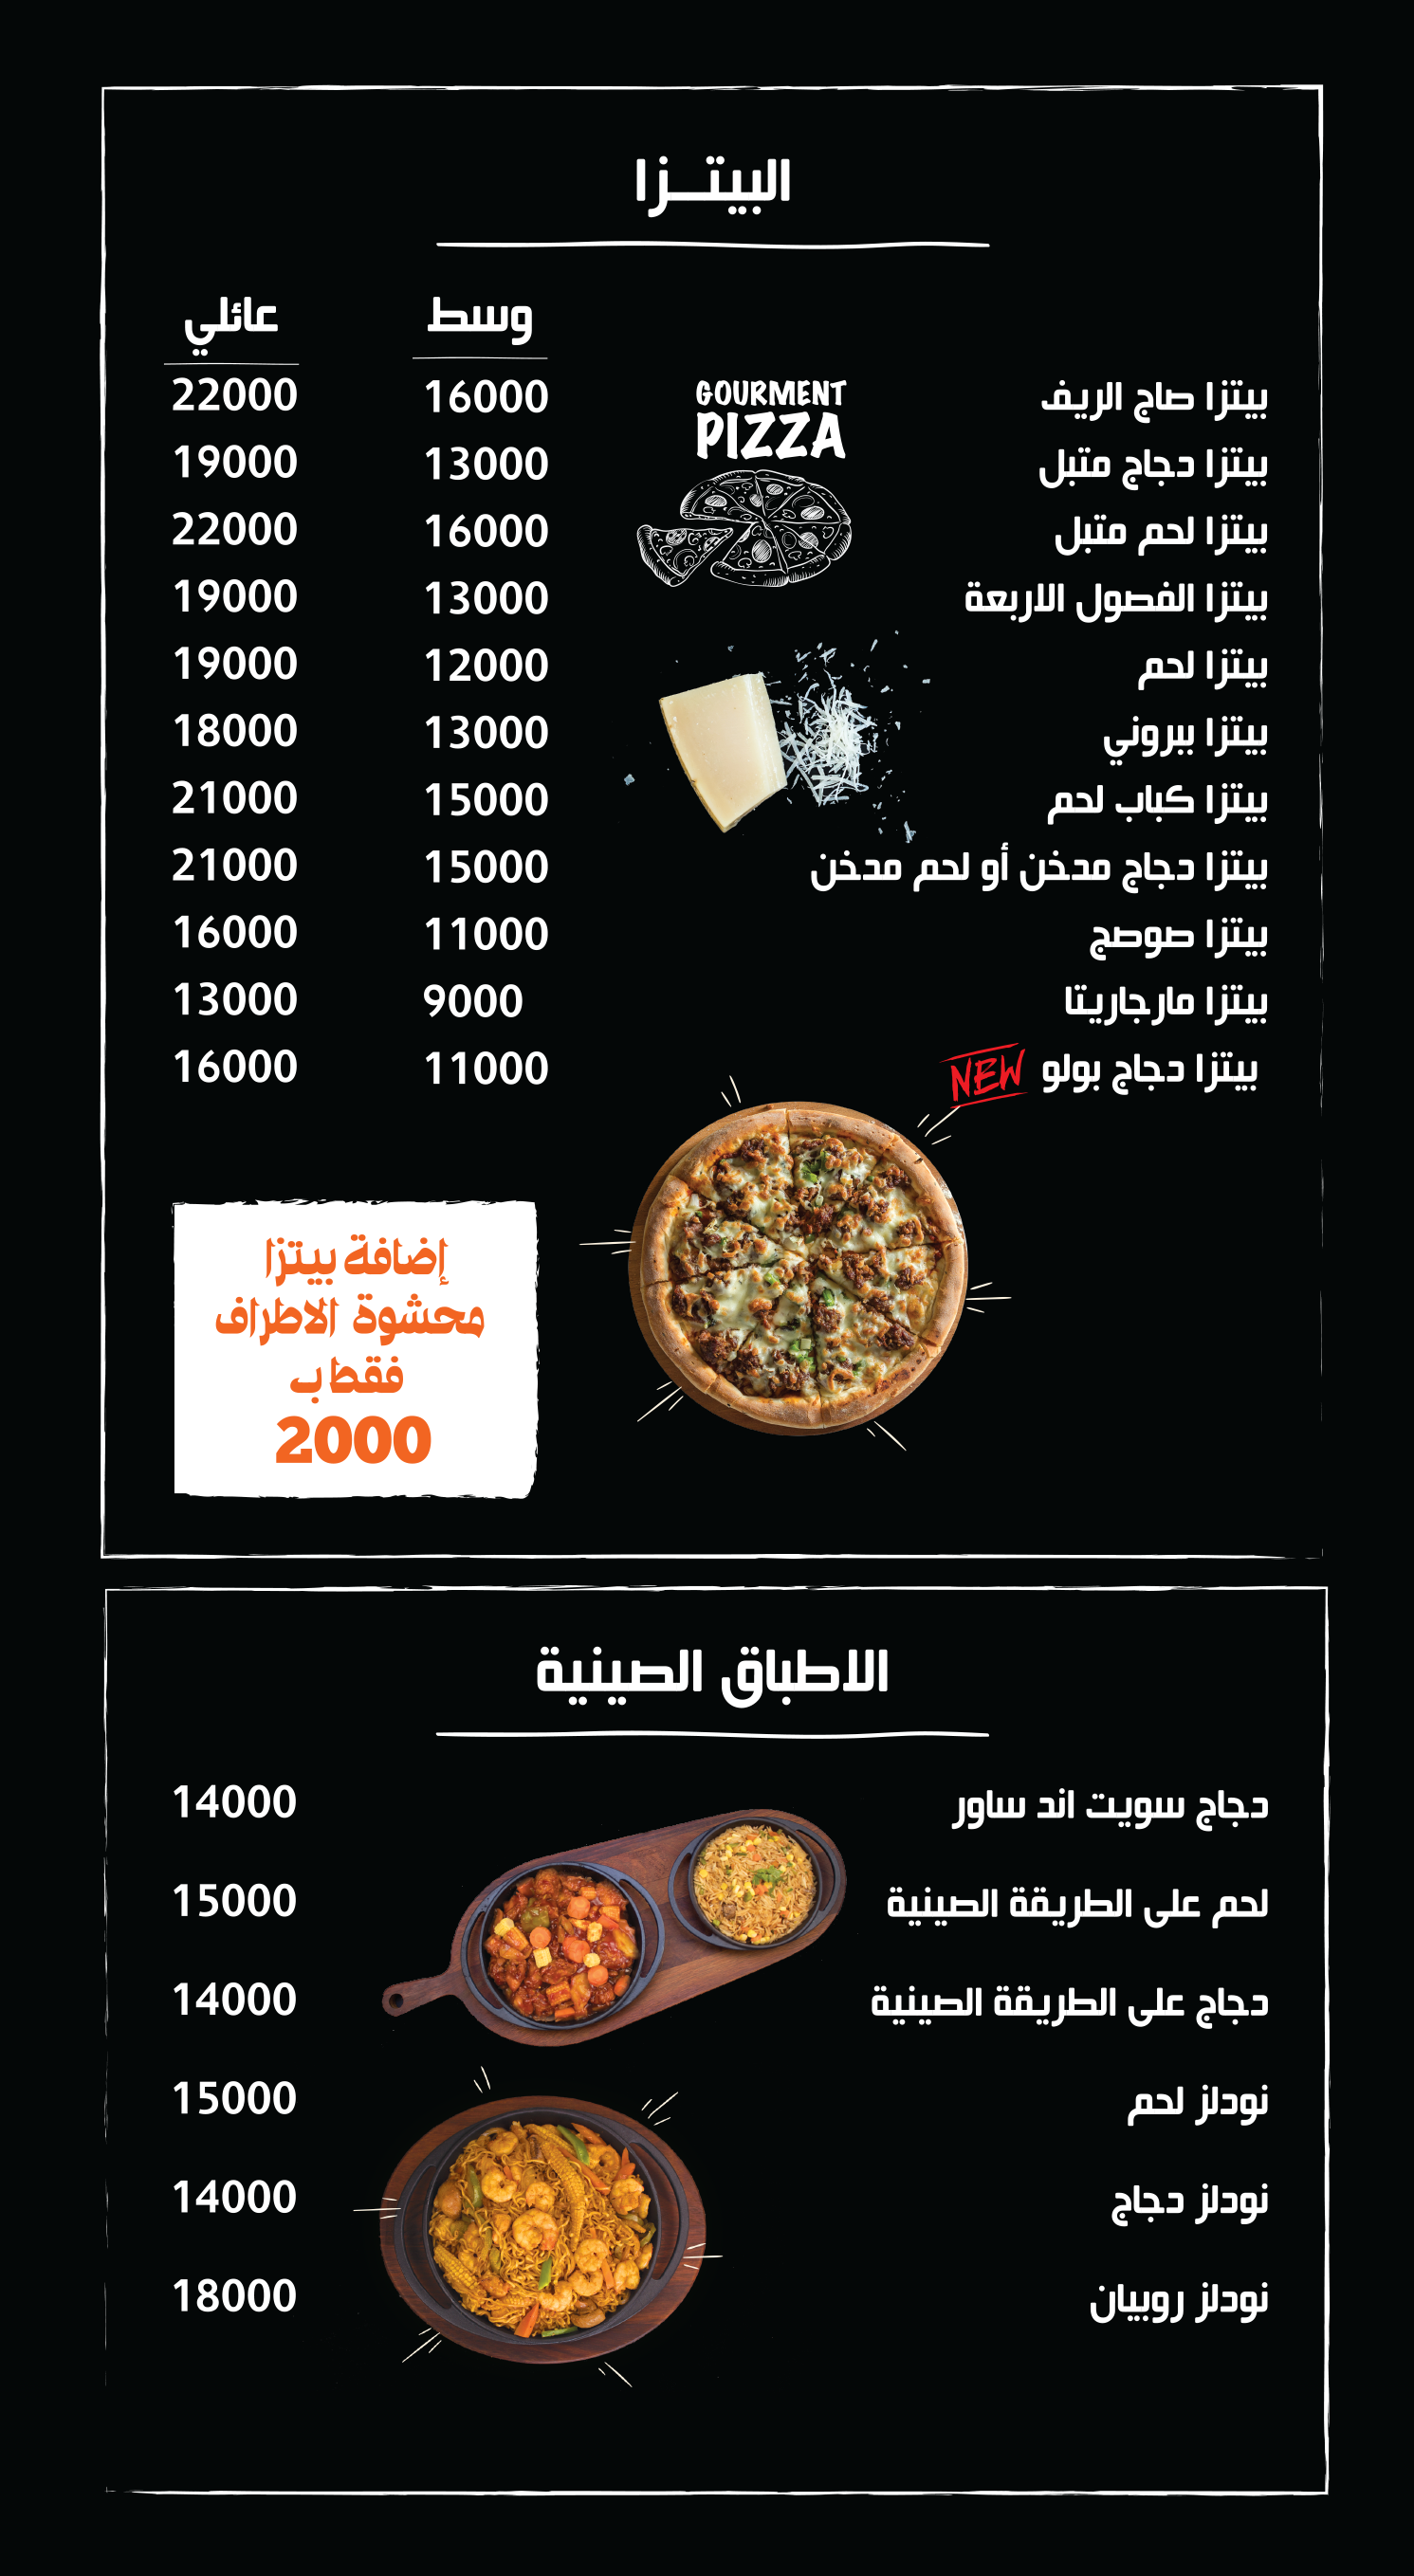 البيتزا
وسط عائلي
بيتزا صاج الريف 16000 22000
بيتزا دجاج متبل 13000 19000
بيتزا لحم متبل 16000 22000
بيتزا الفصول الاربعة 13000 19000
بيتزا لحم 12000 19000
بيتزا ببروني 13000 18000
بيتزا كباب لحم 15000 21000
بيتزا دجاج مدخن أو لحم مدخن 15000 21000
بيتزا صوصج 11000 16000
بيتزا مارجاريتا 9000 13000
بيتزا دجاج بولو NEW 11000 16000
GOURMENT
PIZZA
إضافة بيتزا
محشوة الاطراف
فقط ب
2000
الاطباق الصينية
دجاج سويت اند ساور 14000
لحم على الطريقة الصينية 15000
دجاج على الطريقة الصينية 14000
نودلز لحم 15000
نودلز دجاج 14000
نودلز روبيان 18000